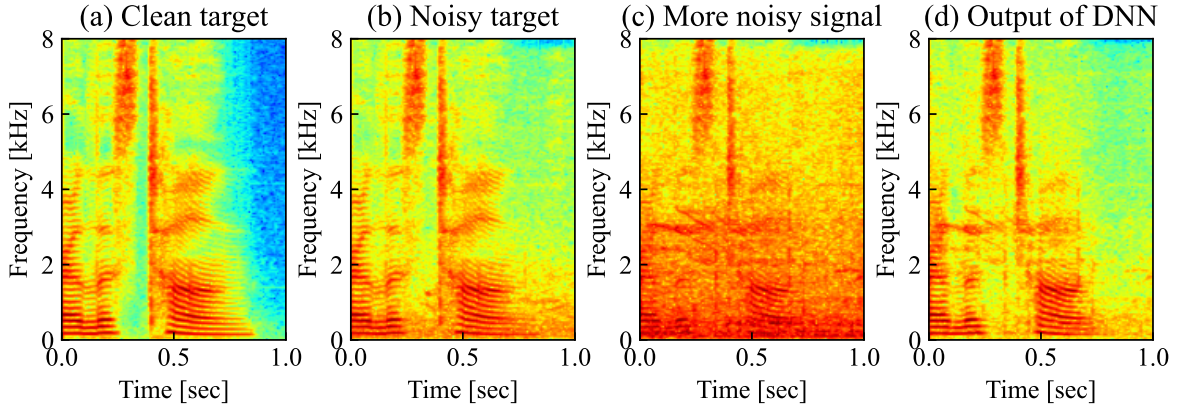 (a) Clean target
Frequency [kHz]
8
6
4
2
0
0.0 0.5 1.0
Time [sec]
(b) Noisy target
Frequency [kHz]
8
6
4
2
0
0.0 0.5 1.0
Time [sec]
(c) More noisy signal
Frequency [kHz]
8
6
4
2
0
0.0 0.5 1.0
Time [sec]
(d) Output of DNN
Frequency [kHz]
8
6
4
2
0
0.0 0.5 1.0
Time [sec]